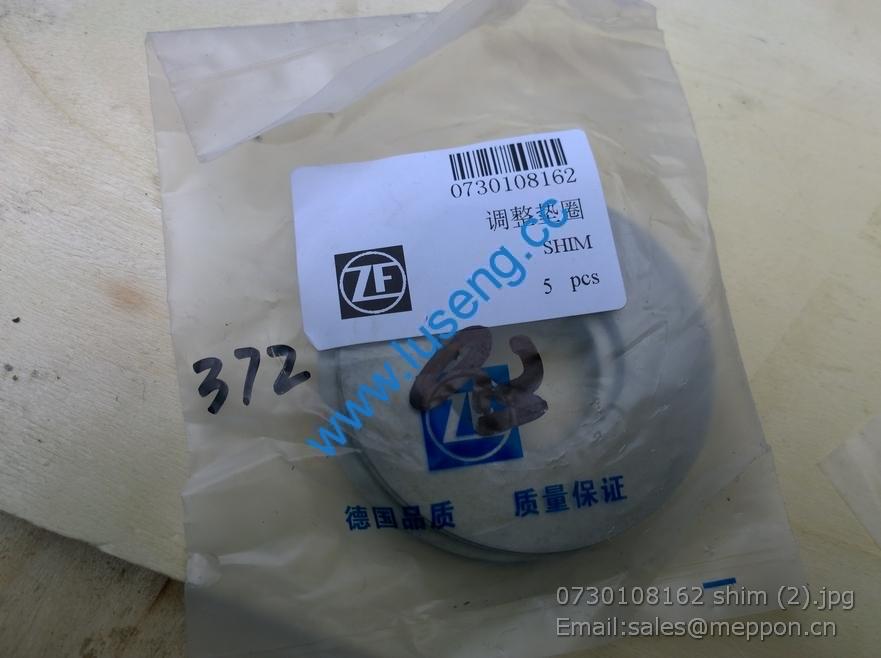 0730108162
调整垫圈
SHIM
5 pcs
ZF
www.luseng.cc
372
ZF
德国品质 质量保证
0730108162 shim (2).jpg
Email:sales@meppon.cn